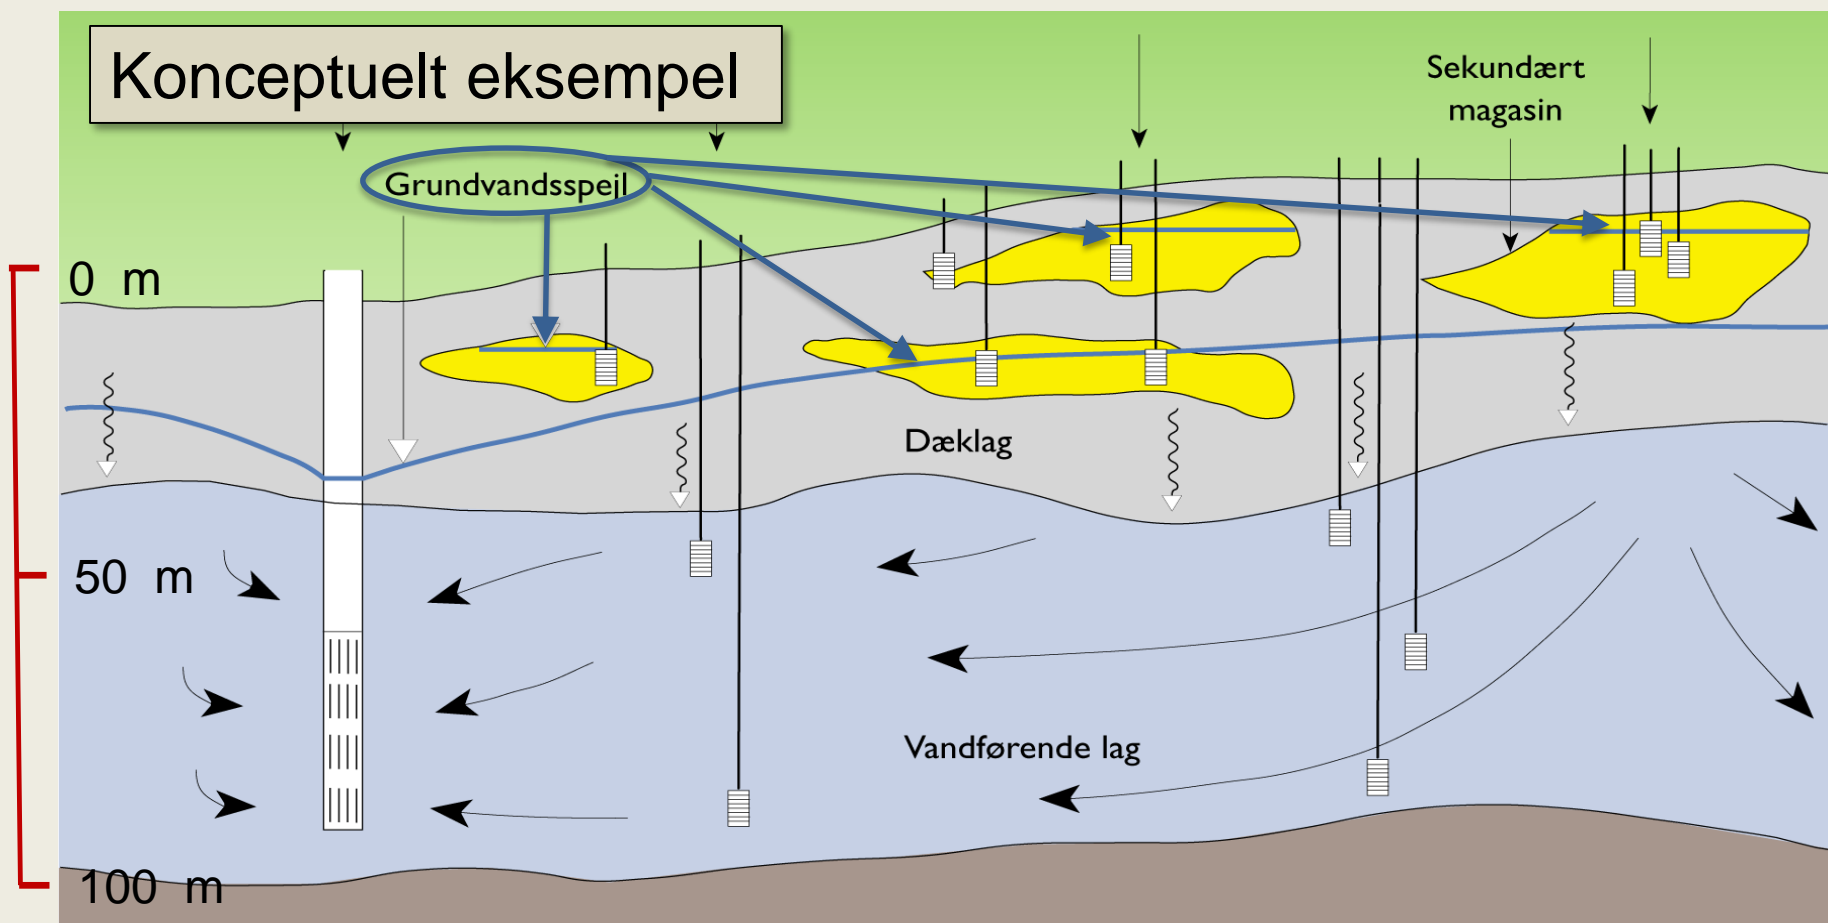 Konceptuelt eksempel
Sekundært
magasin
Grundvandsspejl
0 m
Dæklag
50 m
Vandførende lag
100 m